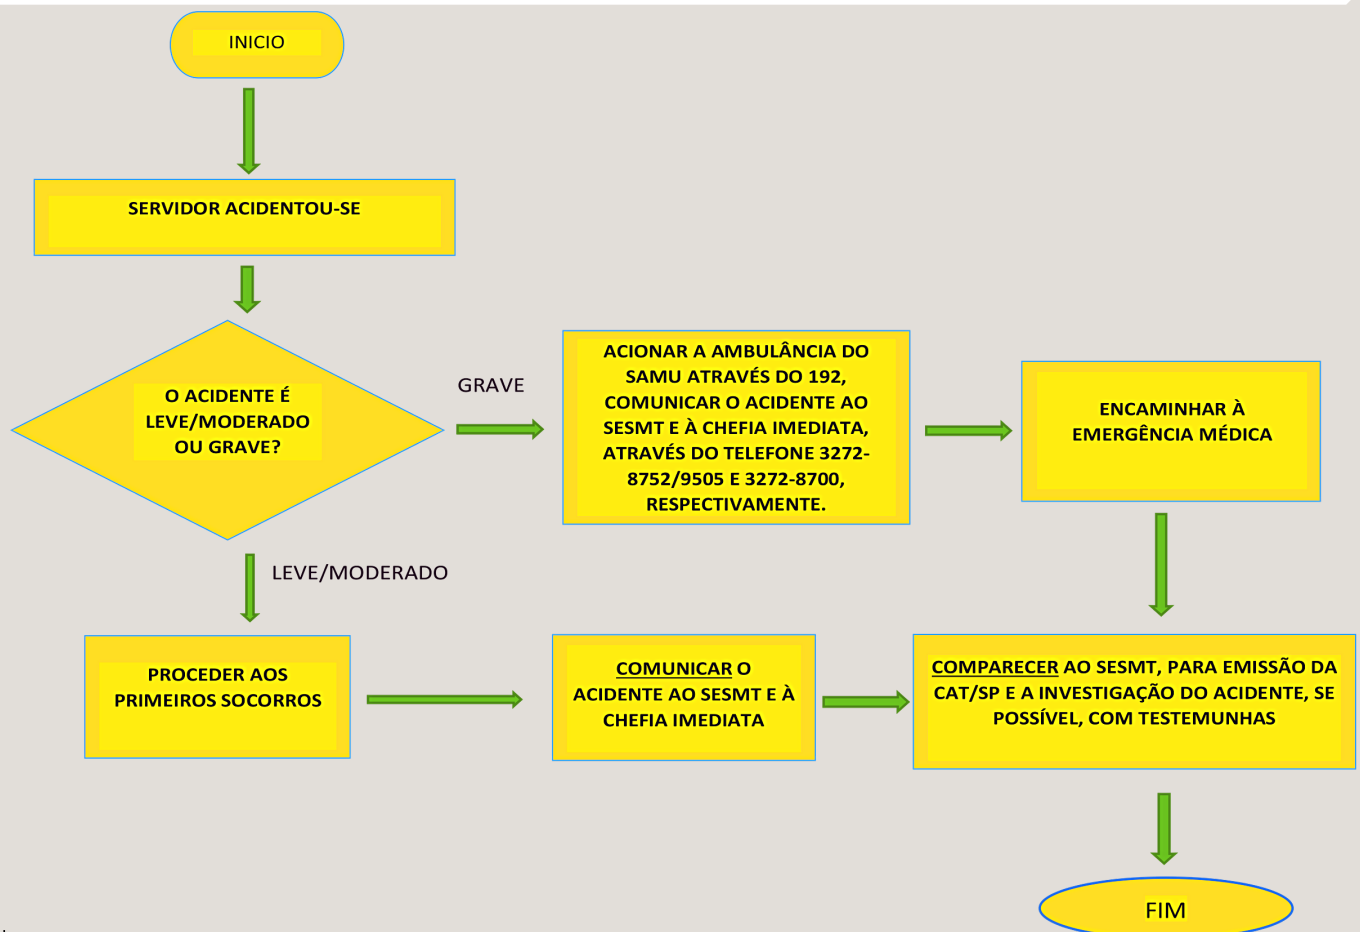 INICIO
SERVIDOR ACIDENTOU-SE
O ACIDENTE É
LEVE/MODERADO
OU GRAVE?
GRAVE
ACIONAR A AMBULÂNCIA DO
SAMU ATRAVÉS DO 192,
COMUNICAR O ACIDENTE AO
SESMT E À CHEFIA IMEDIATA,
ATRAVÉS DO TELEFONE 3272-
8752/9505 E 3272-8700,
RESPECTIVAMENTE.
ENCAMINHAR À
EMERGÊNCIA MÉDICA
LEVE/MODERADO
PROCEDER AOS
PRIMEIROS SOCORROS
COMUNICAR O
ACIDENTE AO SESMT E À
CHEFIA IMEDIATA
COMPARECER AO SESMT, PARA EMISSÃO DA
CAT/SP E A INVESTIGAÇÃO DO ACIDENTE, SE
POSSÍVEL, COM TESTEMUNHAS
FIM